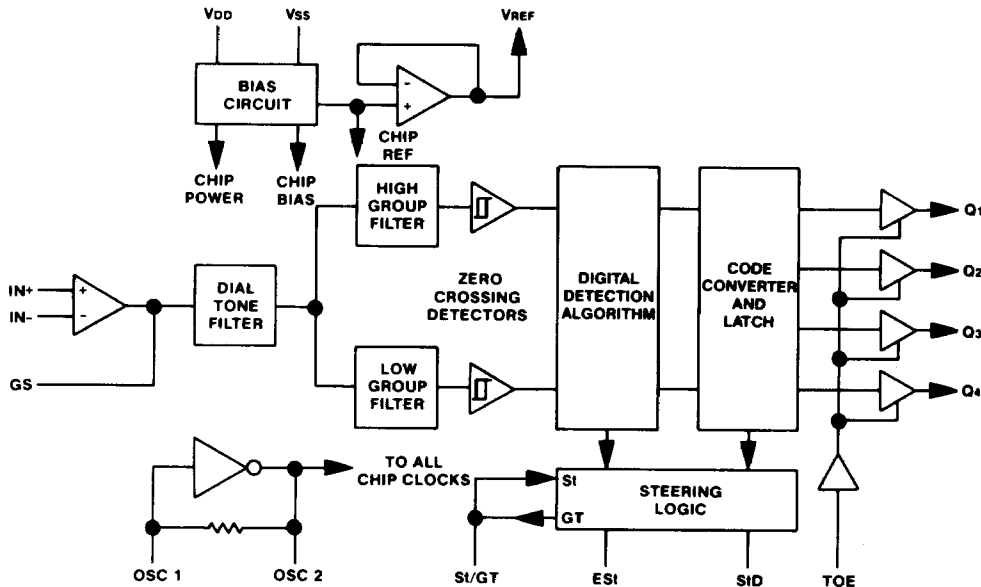 VDD
VSS
VREF
BIAS
CIRCUIT
-
+
CHIP
POWER
CHIP
BIAS
CHIP
REF
HIGH
GROUP
FILTER
IN+
IN-
+
-
GS
DIAL
TONE
FILTER
ZERO
CROSSING
DETECTORS
LOW
GROUP
FILTER
DIGITAL
DETECTION
ALGORITHM
CODE
CONVERTER
AND
LATCH
Q1
Q2
Q3
Q4
TO ALL
CHIP CLOCKS
St
GT
STEERING
LOGIC
OSC 1
OSC 2
St/GT
ESt
StD
TOE